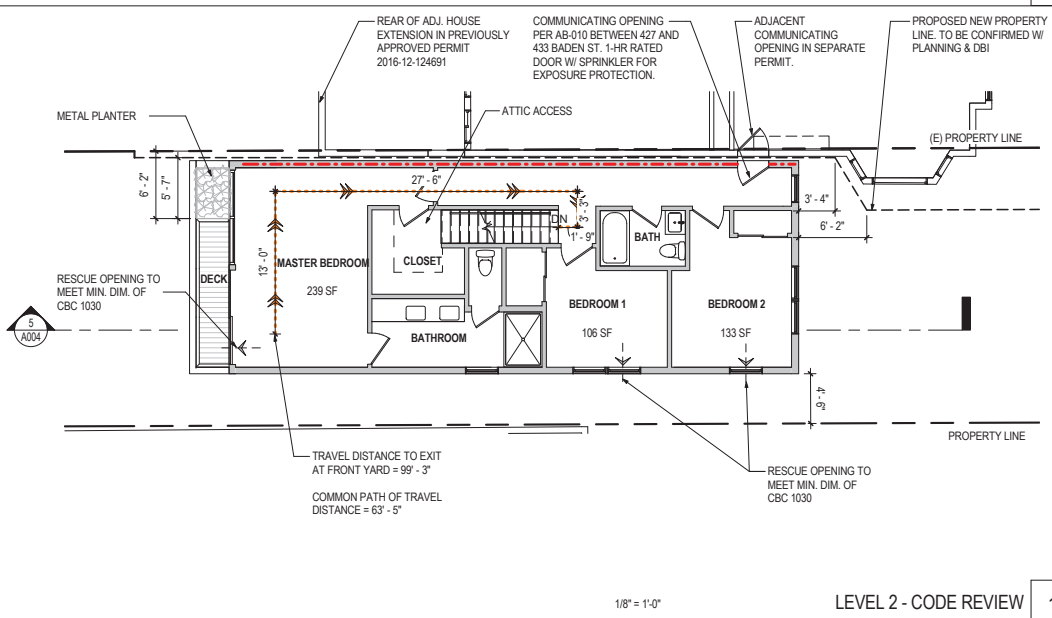 REAR OF ADJ. HOUSE
EXTENSION IN PREVIOUSLY
APPROVED PERMIT
2016-12-124691
COMMUNICATING OPENING
PER AB-010 BETWEEN 427 AND
433 BADEN ST. 1-HR RATED
DOOR W/ SPRINKLER FOR
EXPOSURE PROTECTION.
ADJACENT
COMMUNICATING
OPENING IN SEPARATE
PERMIT.
PROPOSED NEW PROPERTY
LINE. TO BE CONFIRMED W/
PLANNING & DBI
METAL PLANTER
ATTIC ACCESS
(E) PROPERTY LINE
6' - 2"
5' - 7"
27' - 6"
3' - 3"
3' - 4"
6' - 2"
DN
1' - 9"
BATH
13' - 0"
MASTER BEDROOM
239 SF
CLOSET
DECK
RESCUE OPENING TO
MEET MIN. DIM. OF
CBC 1030
BEDROOM 1
106 SF
BEDROOM 2
133 SF
5
A004
BATHROOM
4' - 6"
PROPERTY LINE
TRAVEL DISTANCE TO EXIT
AT FRONT YARD = 99' - 3"
COMMON PATH OF TRAVEL
DISTANCE = 63' - 5"
RESCUE OPENING TO
MEET MIN. DIM. OF
CBC 1030
1/8" = 1'-0"
LEVEL 2 - CODE REVIEW